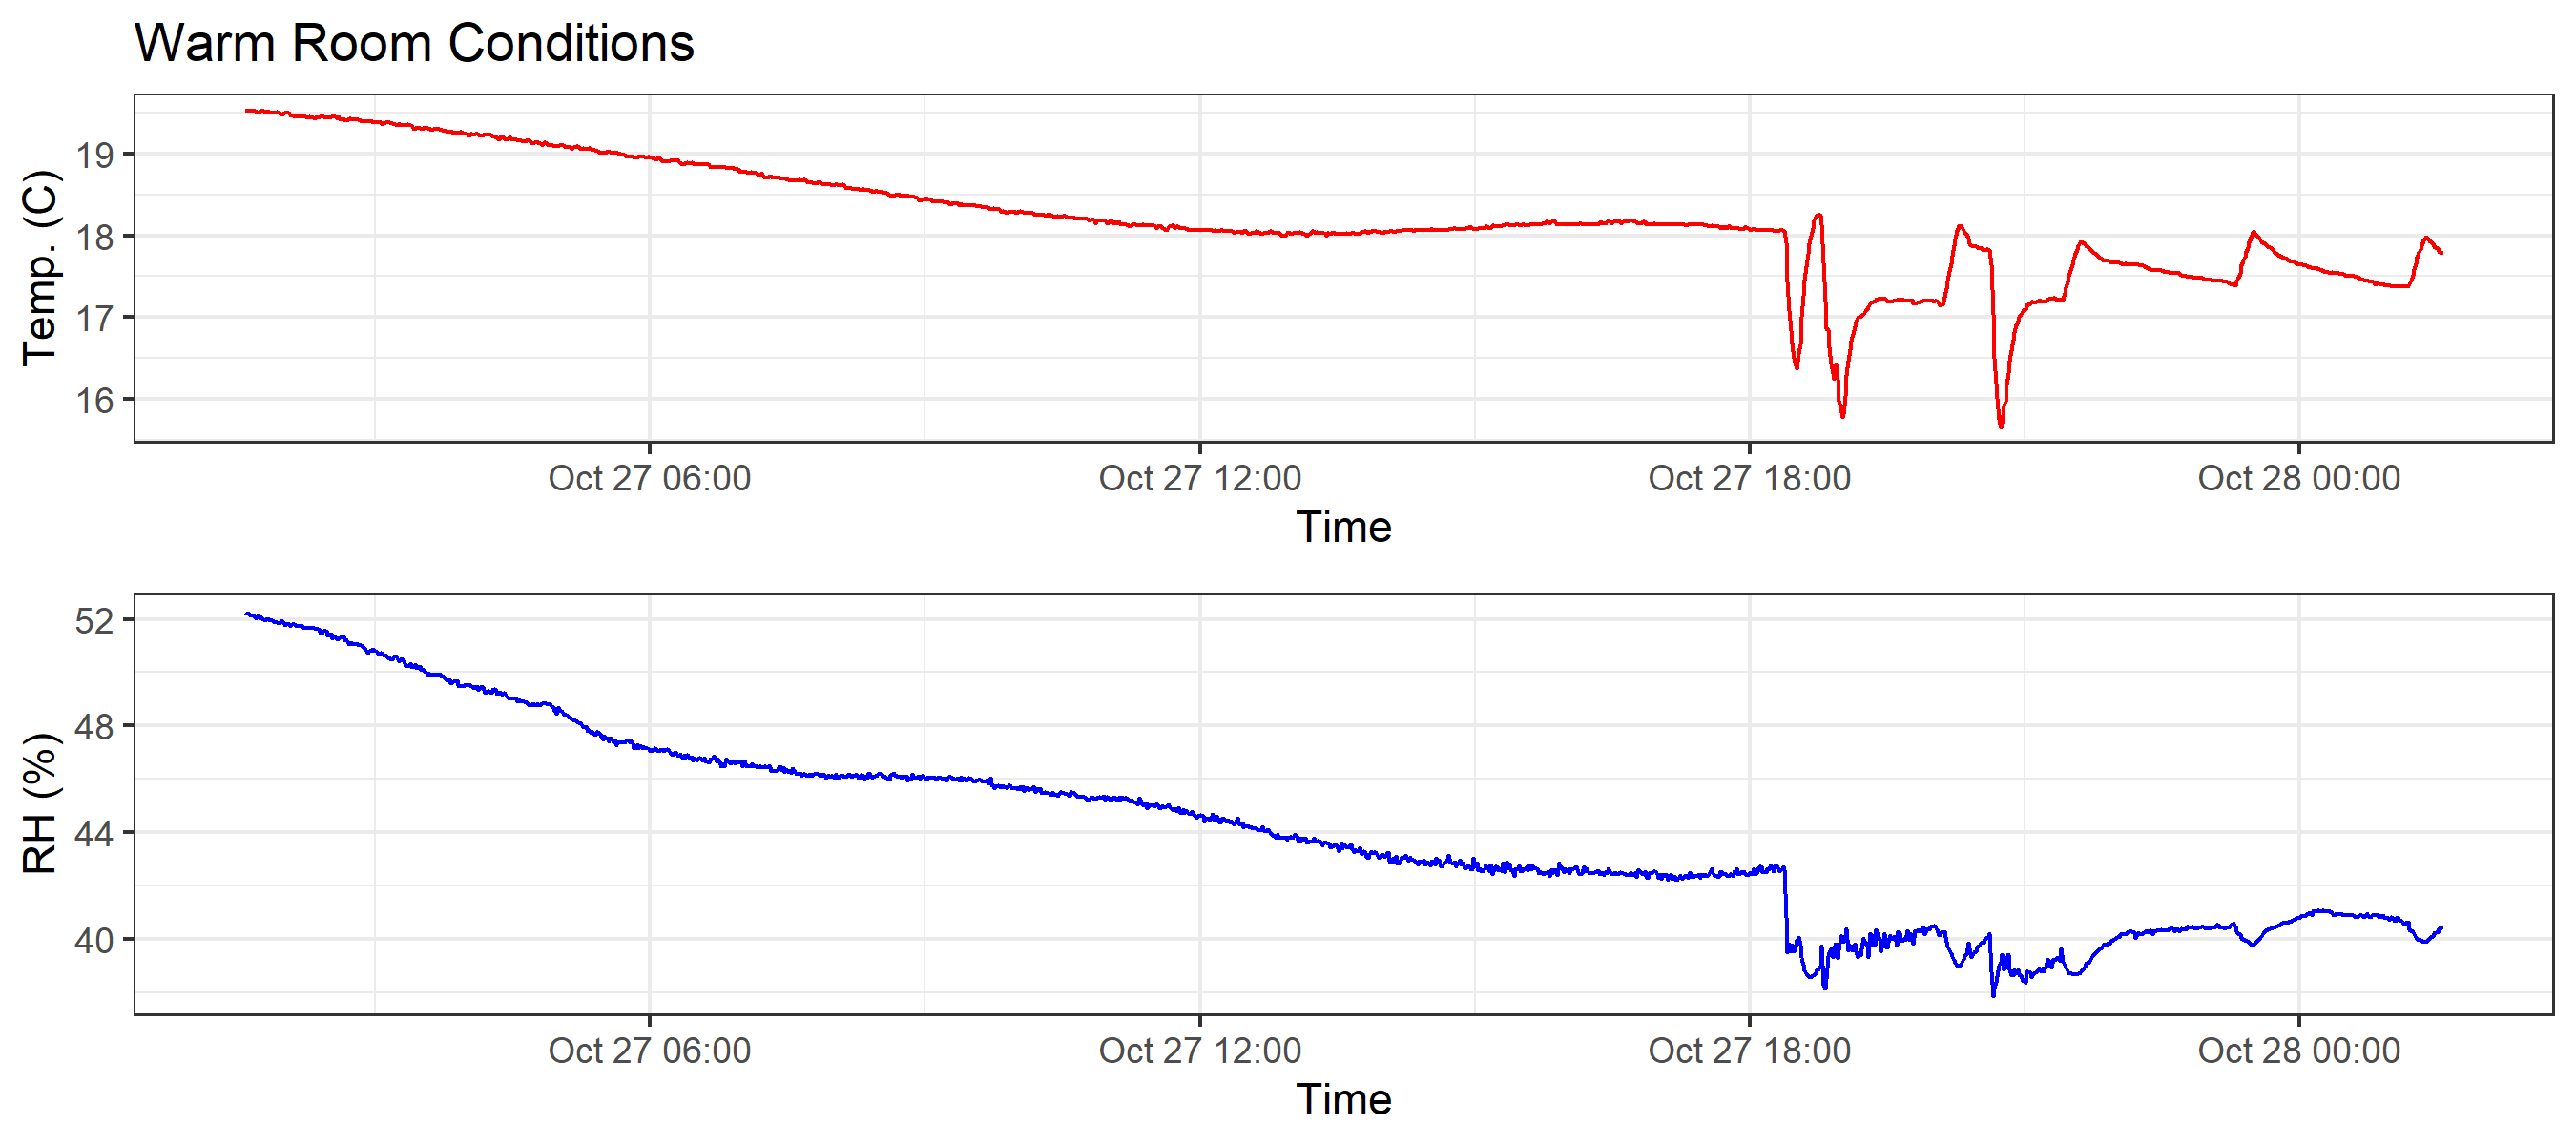 Warm Room Conditions
19
18
17
16
Temp. (C)
Oct 27 06:00
Oct 27 12:00
Oct 27 18:00
Oct 28 00:00
Time
52
48
44
40
RH (%)
Oct 27 06:00
Oct 27 12:00
Oct 27 18:00
Oct 28 00:00
Time